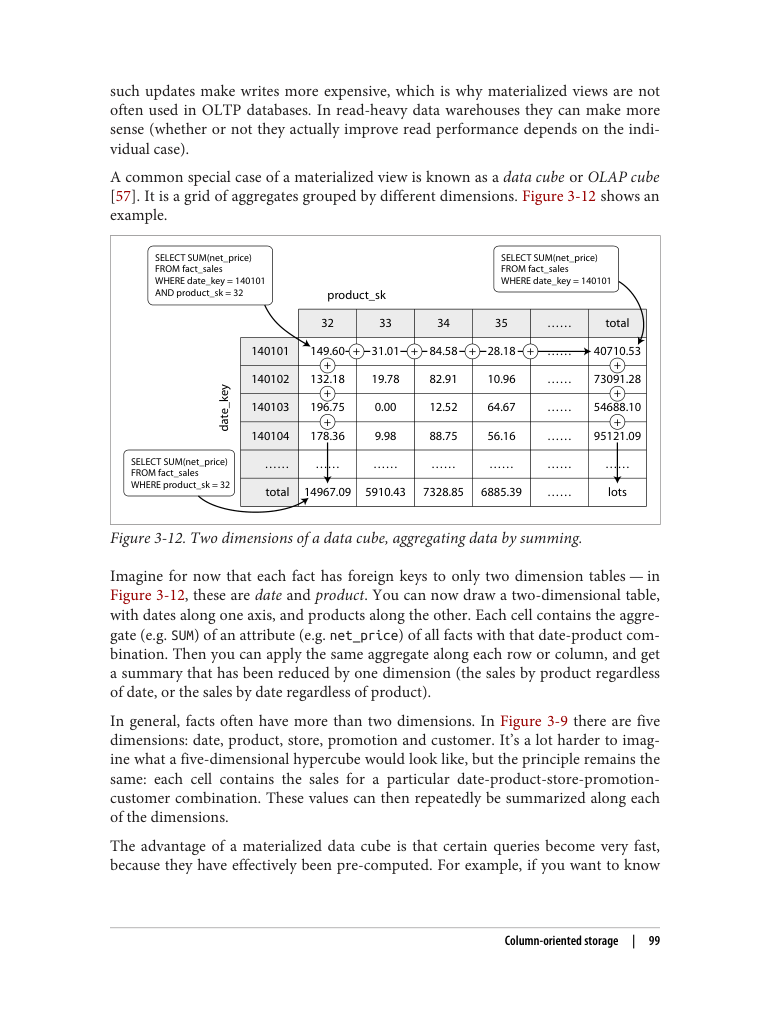 such updates make writes more expensive, which is why materialized views are not
often used in OLTP databases. In read-heavy data warehouses they can make more
sense (whether or not they actually improve read performance depends on the indi-
vidual case).
A common special case of a materialized view is known as a data cube or OLAP cube
[57]. It is a grid of aggregates grouped by different dimensions. Figure 3-12 shows an
example.
SELECT SUM(net_price)
FROM fact_sales
WHERE date_key = 140101
AND product_sk = 32
SELECT SUM(net_price)
FROM fact_sales
WHERE date_key = 140101
product_sk
32 33 34 35 ...... total
date_key
140101 149.60 + 31.01 + 84.58 + 28.18 + ...... 40710.53
+ +
140102 132.18 19.78 82.91 10.96 ...... 73091.28
+ +
140103 196.75 0.00 12.52 64.67 ...... 54688.10
+ +
140104 178.36 9.98 88.75 56.16 ...... 95121.09
...... ...... ...... ...... ...... ...... ......
total 14967.09 5910.43 7328.85 6885.39 ...... lots
SELECT SUM(net_price)
FROM fact_sales
WHERE product_sk = 32
Figure 3-12. Two dimensions of a data cube, aggregating data by summing.
Imagine for now that each fact has foreign keys to only two dimension tables — in
Figure 3-12, these are date and product. You can now draw a two-dimensional table,
with dates along one axis, and products along the other. Each cell contains the aggre-
gate (e.g. SUM) of an attribute (e.g. net_price) of all facts with that date-product com-
bination. Then you can apply the same aggregate along each row or column, and get
a summary that has been reduced by one dimension (the sales by product regardless
of date, or the sales by date regardless of product).
In general, facts often have more than two dimensions. In Figure 3-9 there are five
dimensions: date, product, store, promotion and customer. It's a lot harder to imag-
ine what a five-dimensional hypercube would look like, but the principle remains the
same: each cell contains the sales for a particular date-product-store-promotion-
customer combination. These values can then repeatedly be summarized along each
of the dimensions.
The advantage of a materialized data cube is that certain queries become very fast,
because they have effectively been pre-computed. For example, if you want to know
Column-oriented storage | 99